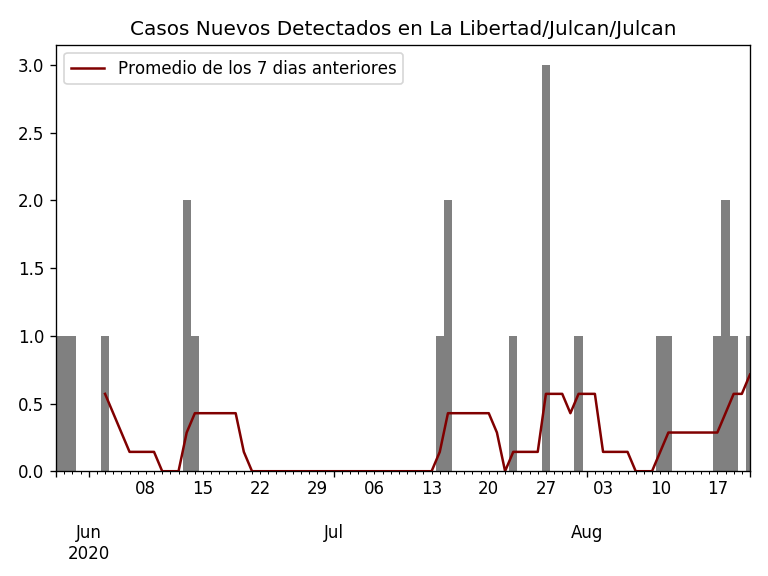 Casos Nuevos Detectados en La Libertad/Julcan/Julcan
Promedio de los 7 dias anteriores
3.0
2.5
2.0
1.5
1.0
0.5
0.0
08 15 22 29 06 13 20 27 03 10 17
Jun Jul Aug
2020